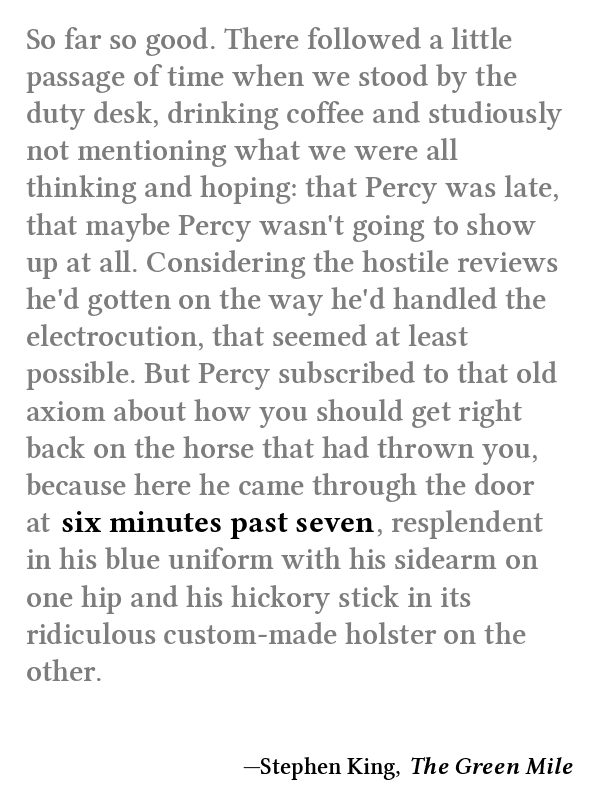 So far so good. There followed a little
passage of time when we stood by the
duty desk, drinking coffee and studiously
not mentioning what we were all
thinking and hoping: that Percy was late,
that maybe Percy wasn't going to show
up at all. Considering the hostile reviews
he'd gotten on the way he'd handled the
electrocution, that seemed at least
possible. But Percy subscribed to that old
axiom about how you should get right
back on the horse that had thrown you,
because here he came through the door
at six minutes past seven, resplendent
in his blue uniform with his sidearm on
one hip and his hickory stick in its
ridiculous custom-made holster on the
other.
—Stephen King, The Green Mile